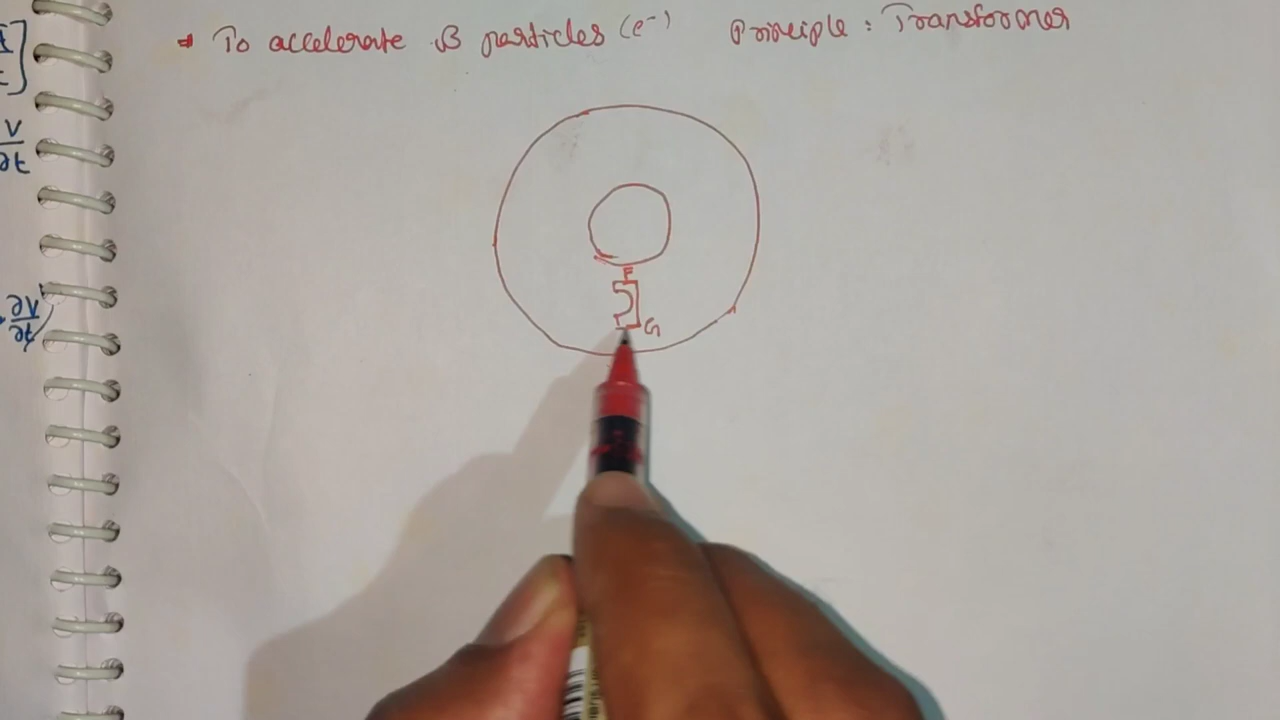 To accelerate β particles (e⁻) Principle : Transformer
F
G